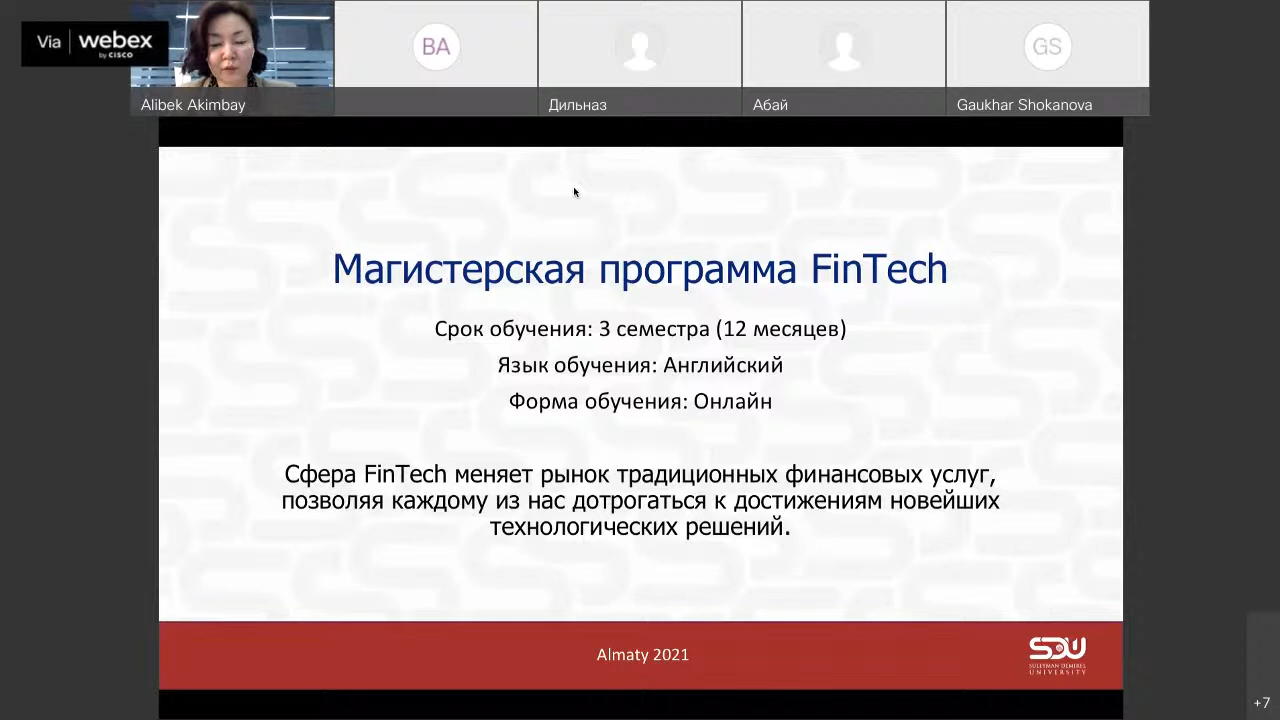 Via webex
by CISCO
BA
GS
Alibek Akimbay
Дильназ
Абай
Gaukhar Shokanova
Магистерская программа FinTech
Срок обучения: 3 семестра (12 месяцев)
Язык обучения: Английский
Форма обучения: Онлайн
Сфера FinTech меняет рынок традиционных финансовых услуг,
позволяя каждому из нас дотрогаться к достижениям новейших
технологических решений.
Almaty 2021
SDU
SULEYMAN DEMIREL
UNIVERSITY
+7